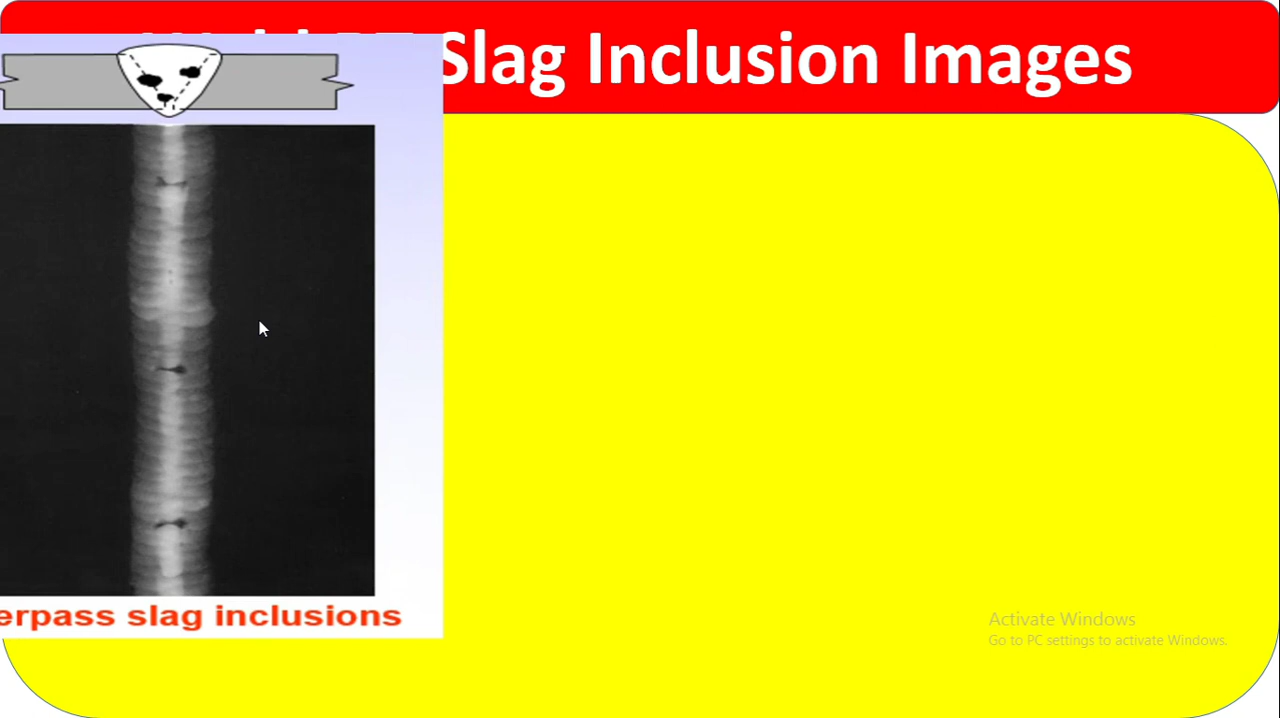 Slag Inclusion Images
erpass slag inclusions
Activate Windows
Go to PC settings to activate Windows.